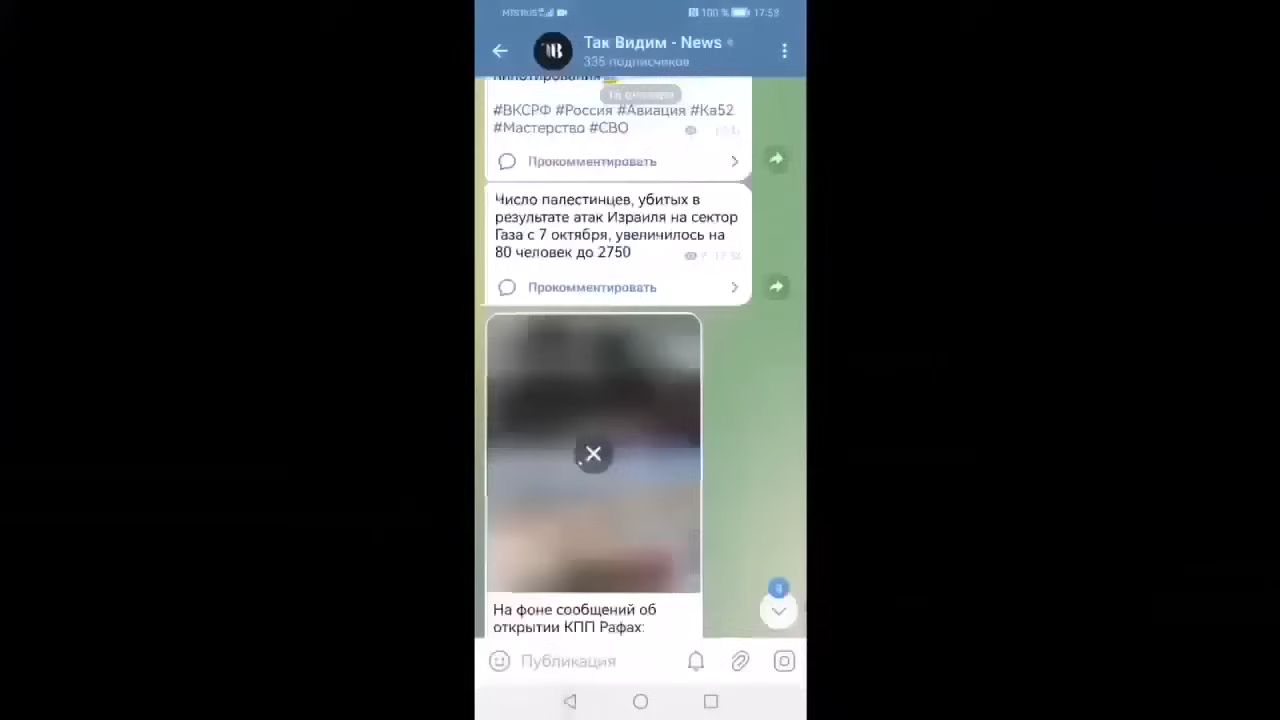 MTS RUS
100 % 17:59
Так Видим - News
335 подписчиков
#ВКСРФ #Россия #Авиация #Ка52
#Мастерство #СВО
Прокомментировать
Число палестинцев, убитых в
результате атак Израиля на сектор
Газа с 7 октября, увеличилось на
80 человек до 2750
Прокомментировать
На фоне сообщений об
открытии КПП Рафах:
Публикация